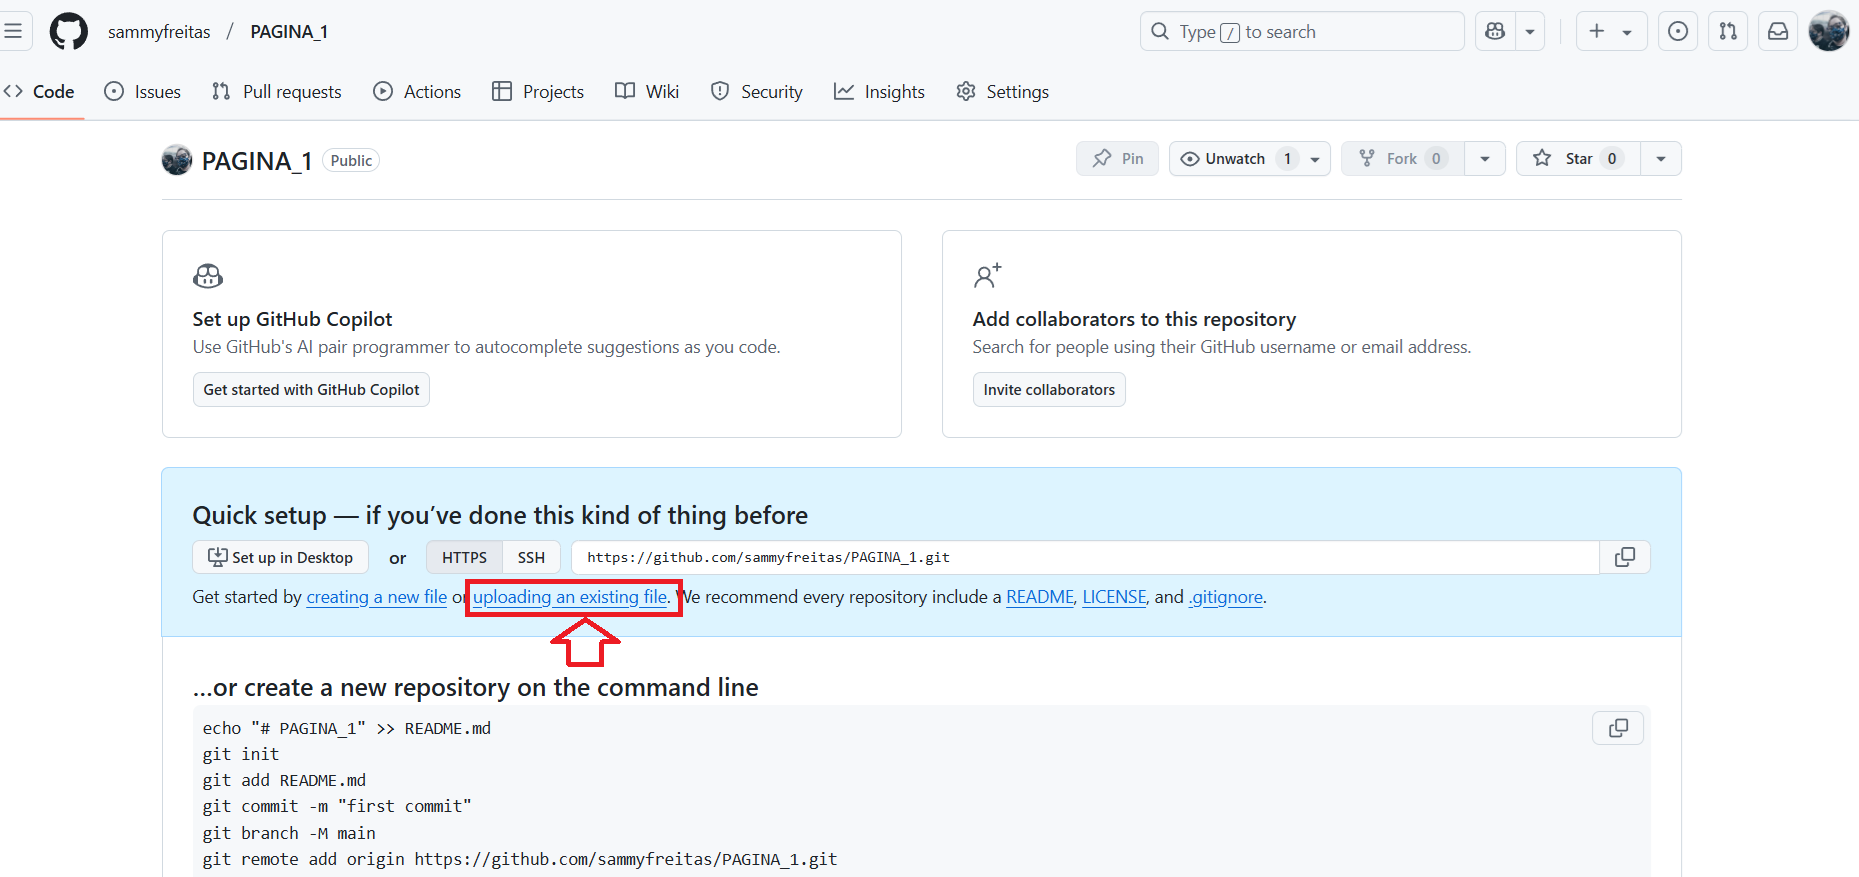 sammyfreitas / PAGINA_1
Type / to search
Code Issues Pull requests Actions Projects Wiki Security Insights Settings
PAGINA_1 Public
Pin Unwatch 1 Fork 0 Star 0
Set up GitHub Copilot
Use GitHub's AI pair programmer to autocomplete suggestions as you code.
Get started with GitHub Copilot
Add collaborators to this repository
Search for people using their GitHub username or email address.
Invite collaborators
Quick setup — if you’ve done this kind of thing before
Set up in Desktop or HTTPS SSH https://github.com/sammyfreitas/PAGINA_1.git
Get started by creating a new file or uploading an existing file. We recommend every repository include a README, LICENSE, and .gitignore.
…or create a new repository on the command line
echo "# PAGINA_1" >> README.md
git init
git add README.md
git commit -m "first commit"
git branch -M main
git remote add origin https://github.com/sammyfreitas/PAGINA_1.git